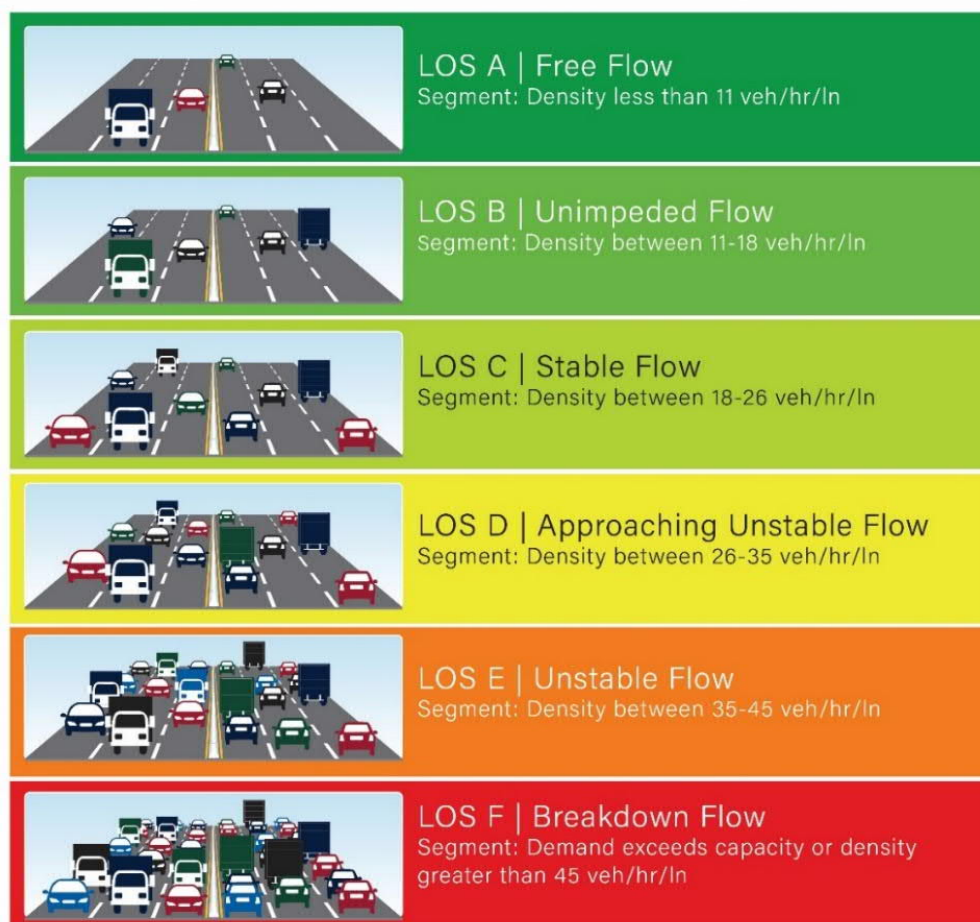 LOS A | Free Flow
Segment: Density less than 11 veh/hr/ln
LOS B | Unimpeded Flow
Segment: Density between 11-18 veh/hr/ln
LOS C | Stable Flow
Segment: Density between 18-26 veh/hr/ln
LOS D | Approaching Unstable Flow
Segment: Density between 26-35 veh/hr/ln
LOS E | Unstable Flow
Segment: Density between 35-45 veh/hr/ln
LOS F | Breakdown Flow
Segment: Demand exceeds capacity or density
greater than 45 veh/hr/ln